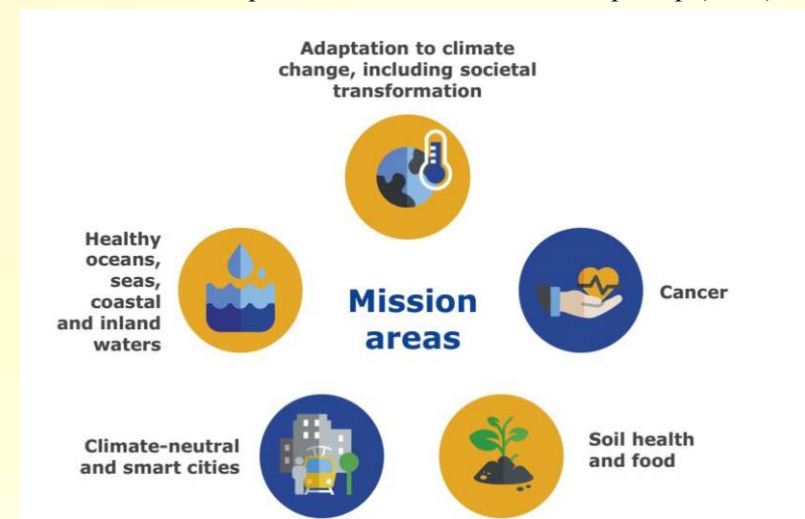 Adaptation to climate
change, including societal
transformation
Healthy
oceans,
seas,
coastal
and inland
waters
Mission
areas
Cancer
Climate-neutral
and smart cities
Soil health
and food